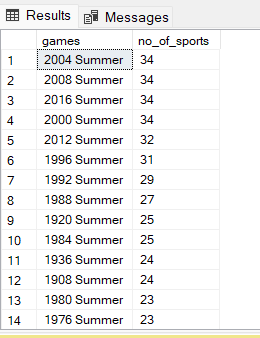 Results Messages
games no_of_sports
1 2004 Summer 34
2 2008 Summer 34
3 2016 Summer 34
4 2000 Summer 34
5 2012 Summer 32
6 1996 Summer 31
7 1992 Summer 29
8 1988 Summer 27
9 1920 Summer 25
10 1984 Summer 25
11 1936 Summer 24
12 1908 Summer 24
13 1980 Summer 23
14 1976 Summer 23